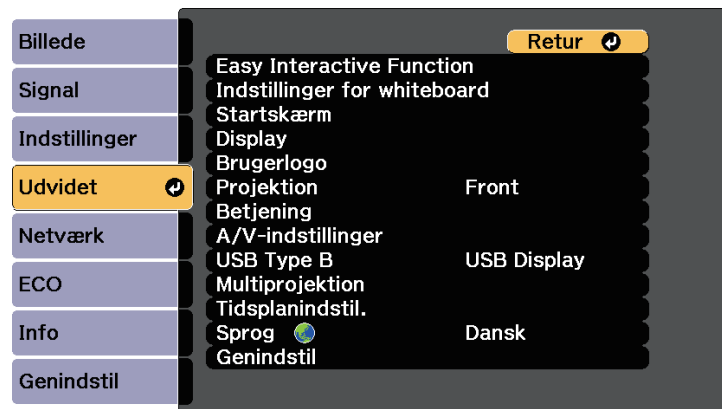 Billede
Signal
Indstillinger
Udvidet
Netværk
ECO
Info
Genindstil
Retur
Easy Interactive Function
Indstillinger for whiteboard
Startskærm
Display
Brugerlogo
Projektion Front
Betjening
A/V-indstillinger
USB Type B USB Display
Multiprojektion
Tidsplanindstil.
Sprog Dansk
Genindstil